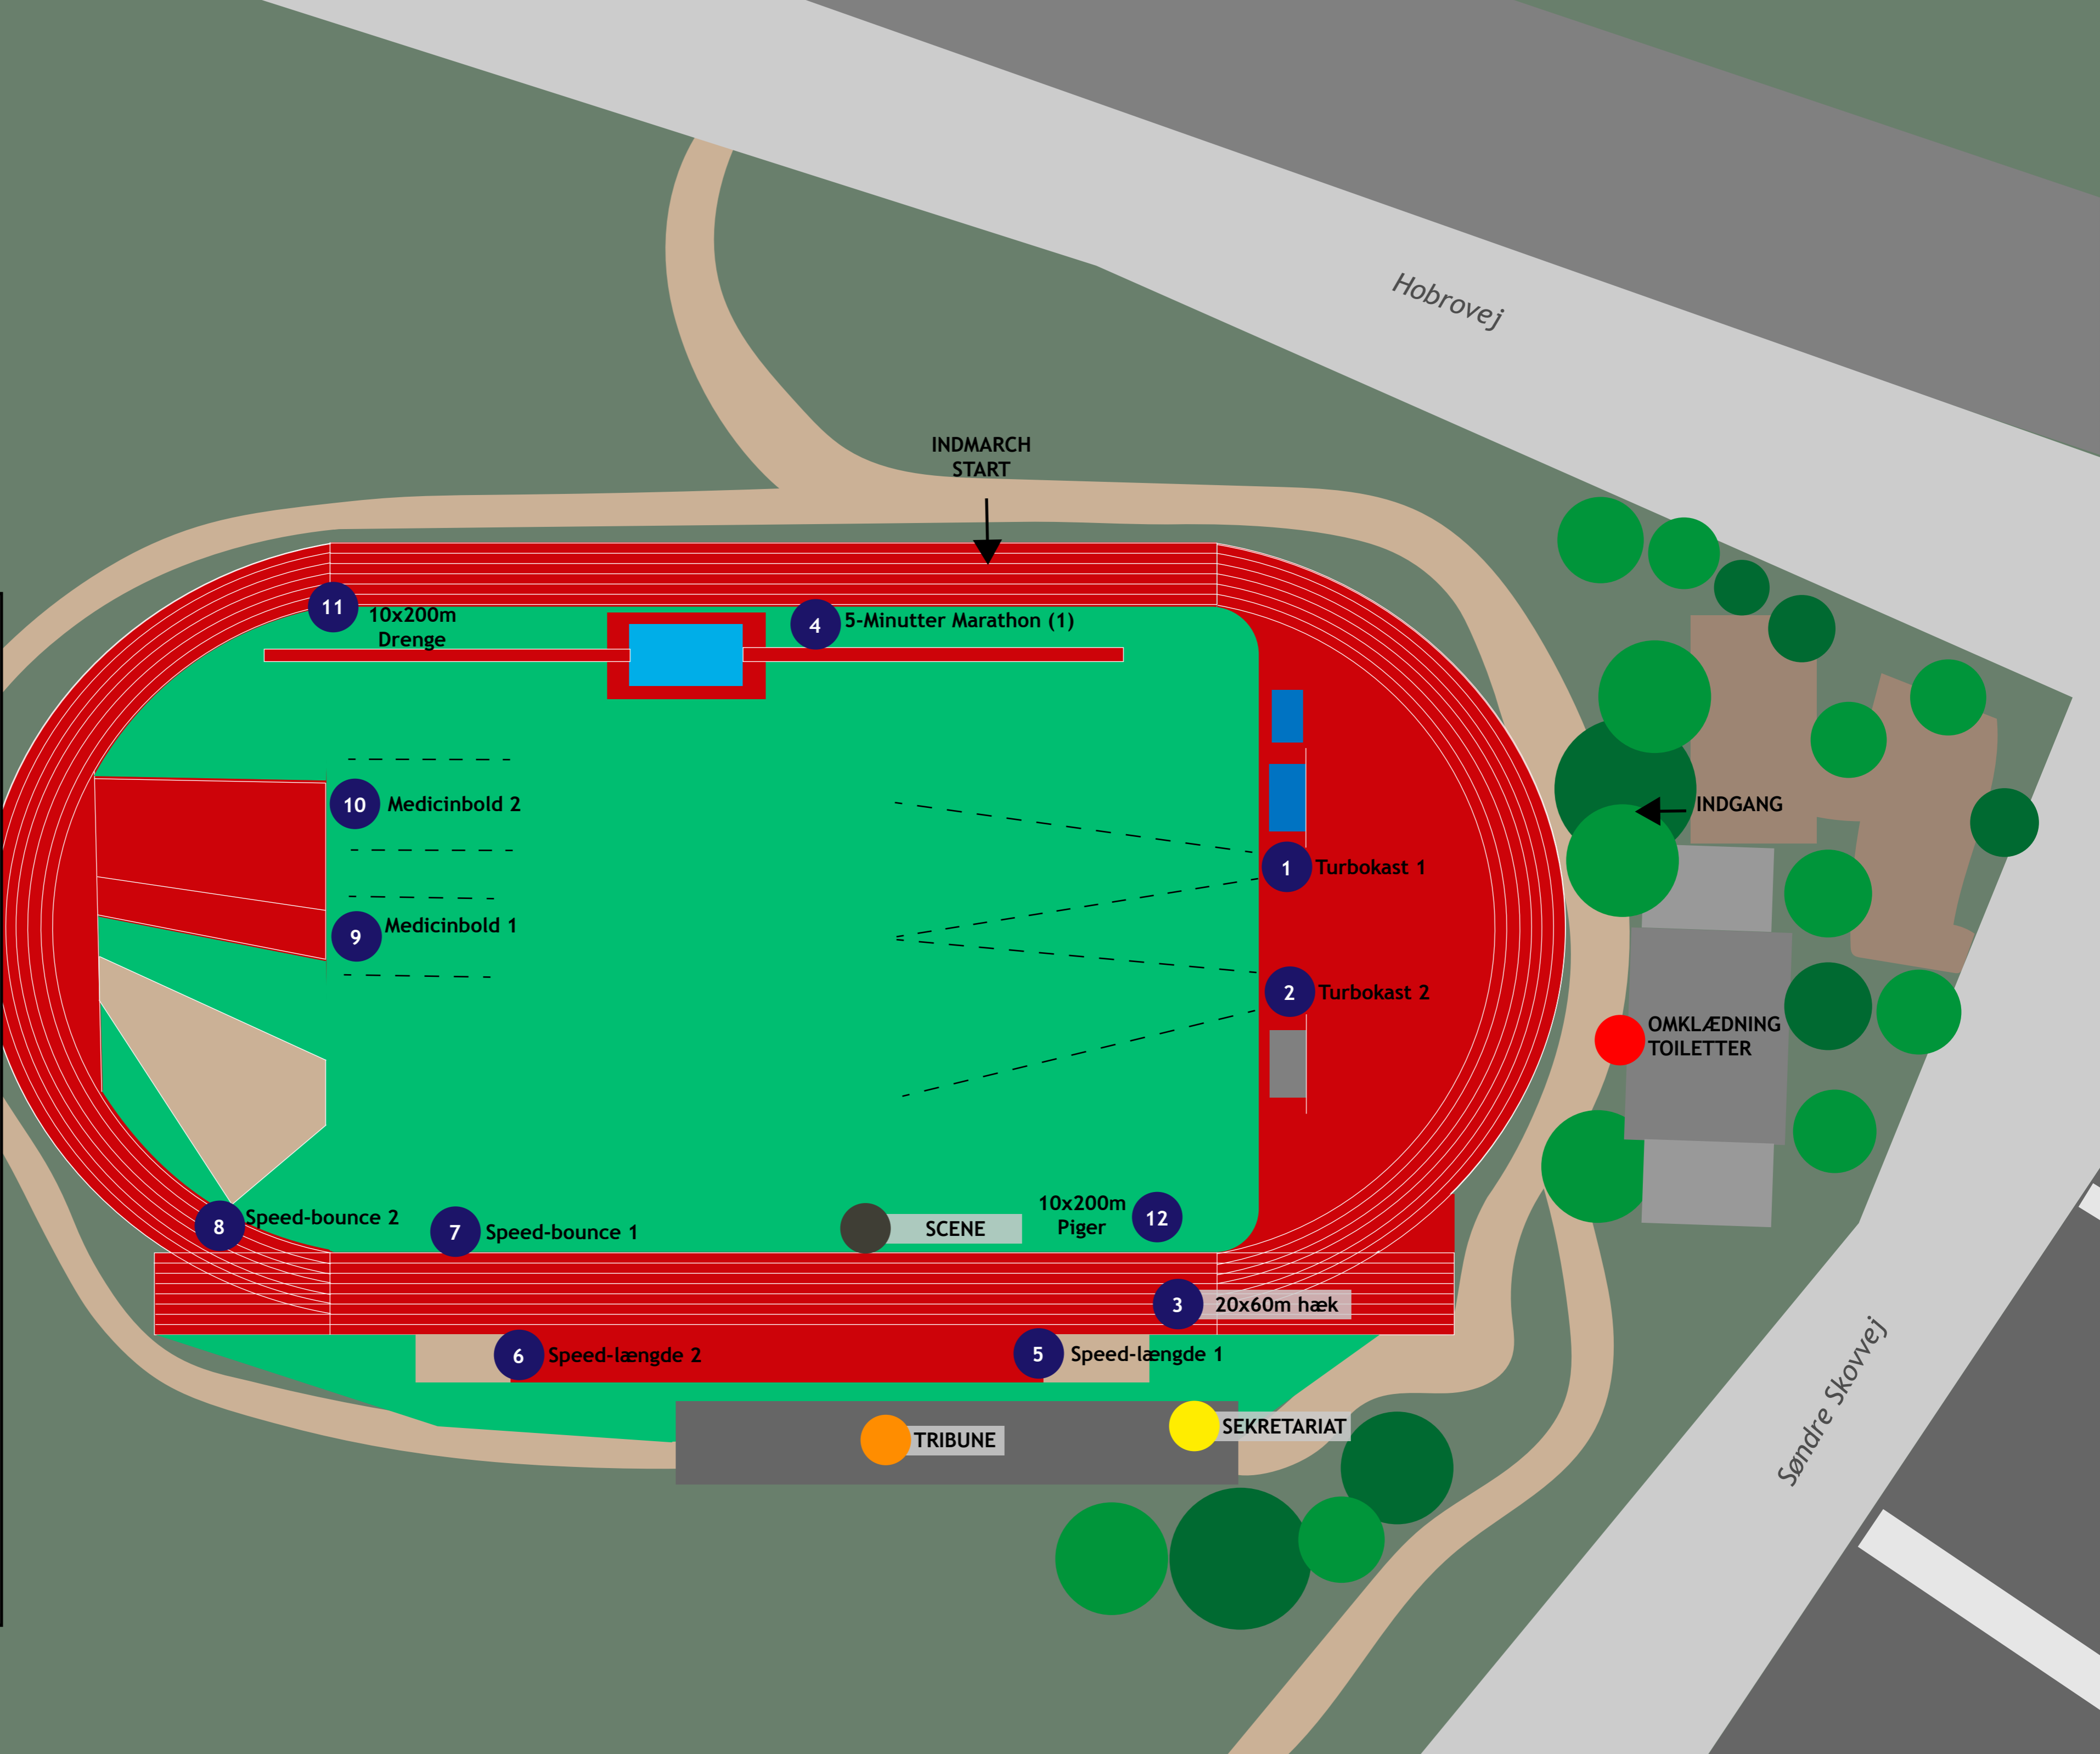 Hobrovej
INDMARCH
START
11
10x200m
Drenge
4
5-Minutter Marathon (1)
10
Medicinbold 2
INDGANG
1
Turbokast 1
9
Medicinbold 1
2
Turbokast 2
OMKLÆDNING
TOILETTER
8
Speed-bounce 2
7
Speed-bounce 1
SCENE
10x200m
Piger
12
3
20x60m hæk
6
Speed-længde 2
5
Speed-længde 1
TRIBUNE
SEKRETARIAT
Søndre Skovvej